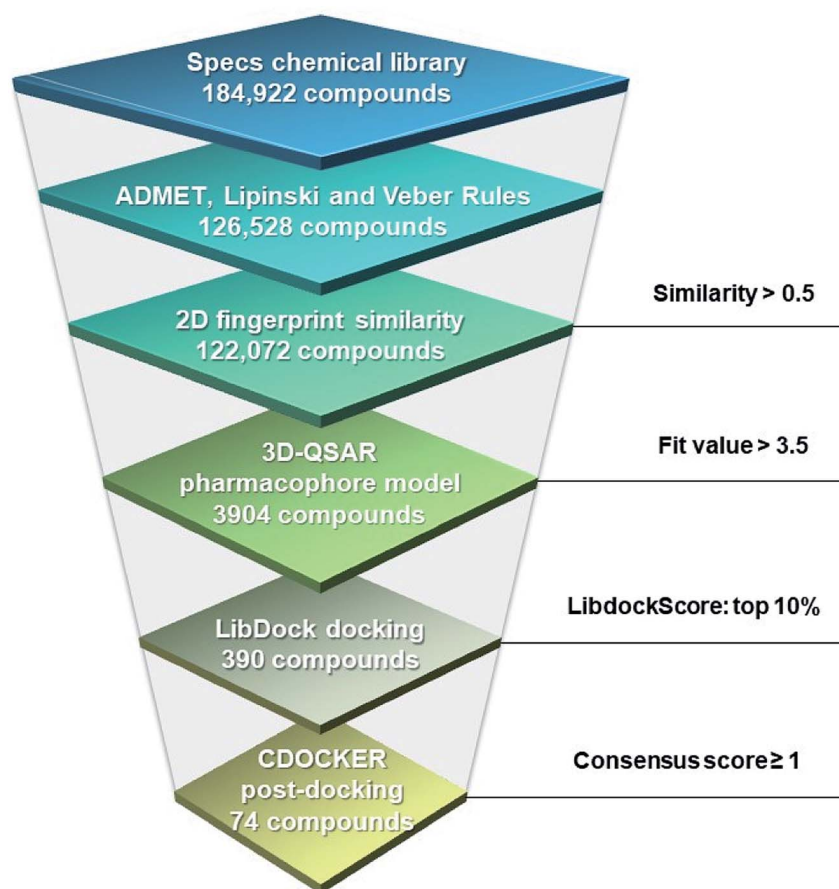 Specs chemical library
184,922 compounds
ADMET, Lipinski and Veber Rules
126,528 compounds
Similarity > 0.5
2D fingerprint similarity
122,072 compounds
Fit value > 3.5
3D-QSAR
pharmacophore model
3904 compounds
LibdockScore: top 10%
LibDock docking
390 compounds
Consensus score ≥ 1
CDOCKER
post-docking
74 compounds